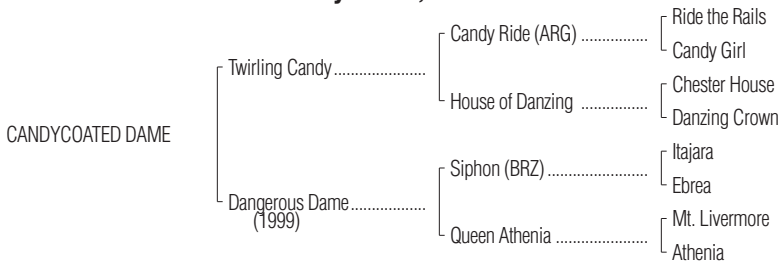 Ride the Rails
Candy Ride (ARG) ................
Candy Girl
Twirling Candy.......................
Chester House
House of Danzing ................
Danzing Crown
CANDYCOATED DAME
Itajara
Siphon (BRZ) ........................
Ebrea
Dangerous Dame...................
(1999)
Mt. Livermore
Queen Athenia ......................
Athenia